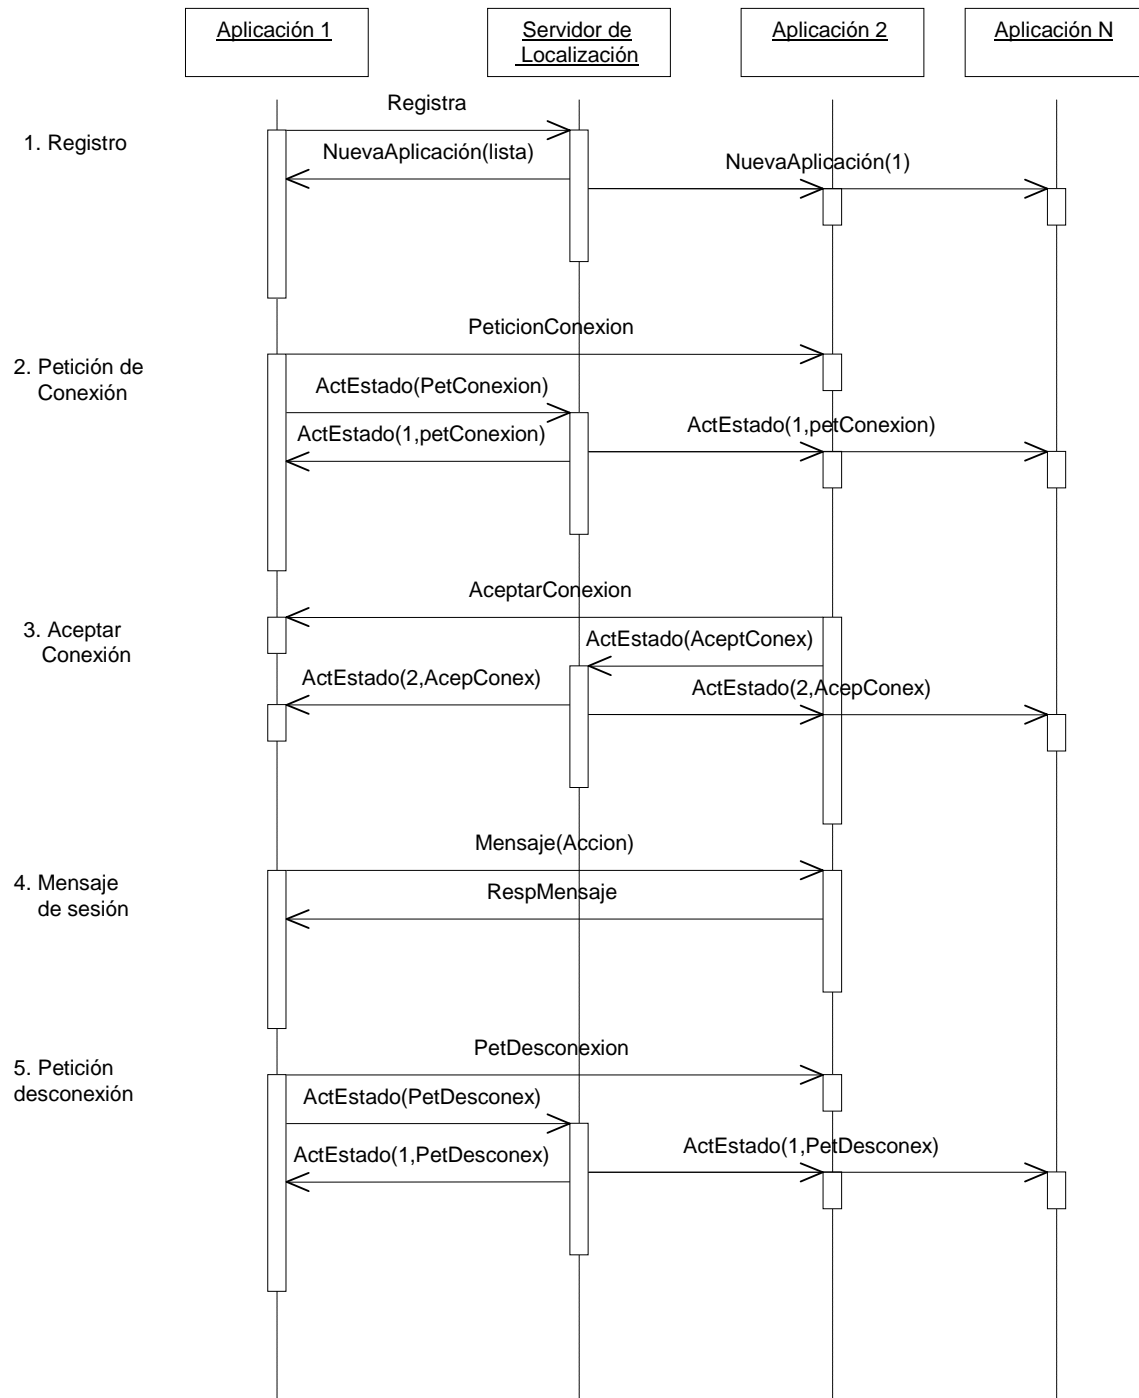 Aplicación 1
Servidor de
Localización
Aplicación 2
Aplicación N
Registra
1. Registro
NuevaAplicación(lista)
NuevaAplicación(1)
PeticionConexion
2. Petición de
Conexión
ActEstado(PetConexion)
ActEstado(1,petConexion)
ActEstado(1,petConexion)
AceptarConexion
3. Aceptar
Conexión
ActEstado(AceptConex)
ActEstado(2,AcepConex)
ActEstado(2,AcepConex)
Mensaje(Accion)
4. Mensaje
de sesión
RespMensaje
PetDesconexion
5. Petición
desconexión
ActEstado(PetDesconex)
ActEstado(1,PetDesconex)
ActEstado(1,PetDesconex)